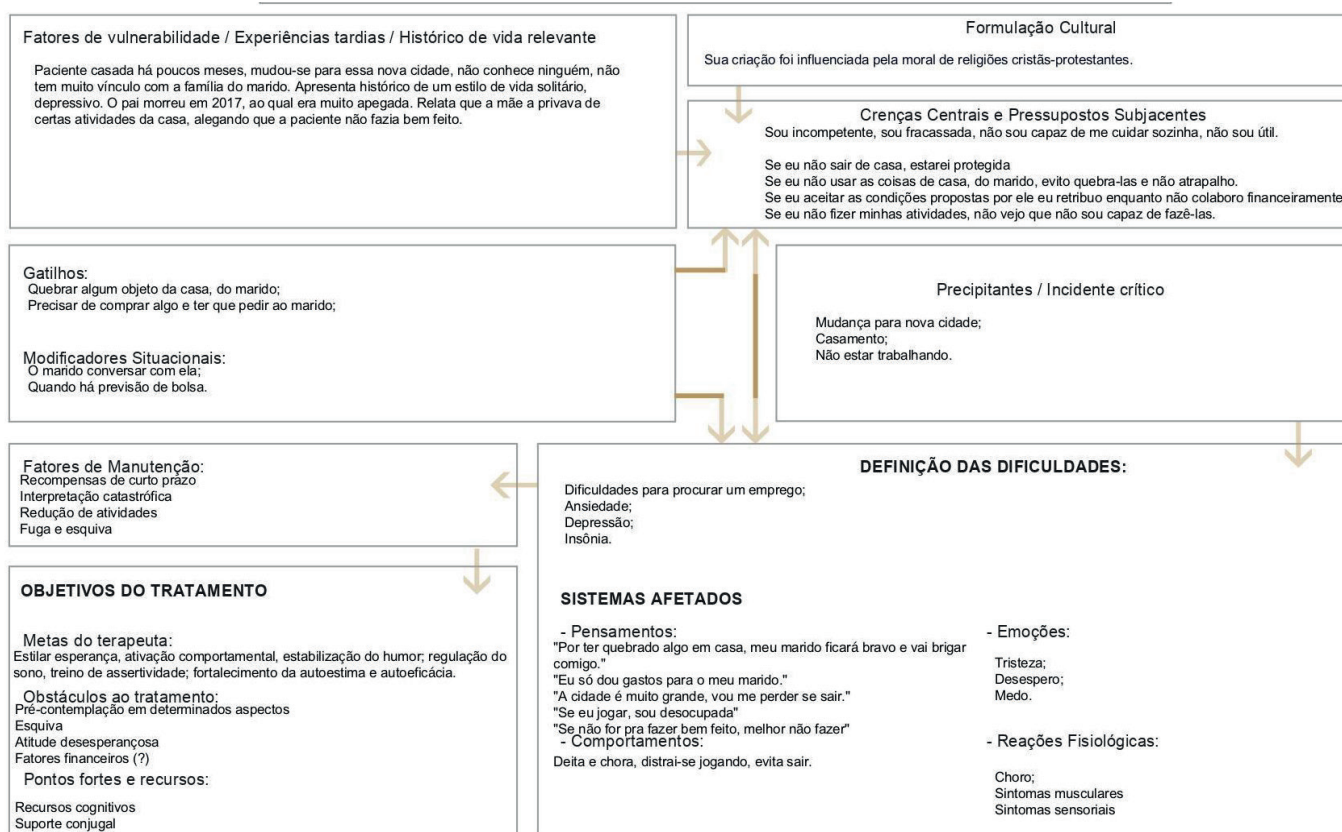 Fatores de vulnerabilidade / Experiências tardias / Histórico de vida relevante
Paciente casada há poucos meses, mudou-se para essa nova cidade, não conhece ninguém, não
tem muito vínculo com a família do marido. Apresenta histórico de um estilo de vida solitário,
depressivo. O pai morreu em 2017, ao qual era muito apegada. Relata que a mãe a privava de
certas atividades da casa, alegando que a paciente não fazia bem feito.
Formulação Cultural
Sua criação foi influenciada pela moral de religiões cristãs-protestantes.
Crenças Centrais e Pressupostos Subjacentes
Sou incompetente, sou fracassada, não sou capaz de me cuidar sozinha, não sou útil.
Se eu não sair de casa, estarei protegida
Se eu não usar as coisas de casa, do marido, evito quebra-las e não atrapalho.
Se eu aceitar as condições propostas por ele eu retribuo enquanto não colaboro financeiramente
Se eu não fizer minhas atividades, não vejo que não sou capaz de fazê-las.
Gatilhos:
Quebrar algum objeto da casa, do marido;
Precisar de comprar algo e ter que pedir ao marido;
Modificadores Situacionais:
O marido conversar com ela;
Quando há previsão de bolsa.
Precipitantes / Incidente crítico
Mudança para nova cidade;
Casamento;
Não estar trabalhando.
Fatores de Manutenção:
Recompensas de curto prazo
Interpretação catastrófica
Redução de atividades
Fuga e esquiva
DEFINIÇÃO DAS DIFICULDADES:
Dificuldades para procurar um emprego;
Ansiedade;
Depressão;
Insônia.
OBJETIVOS DO TRATAMENTO
Metas do terapeuta:
Estilar esperança, ativação comportamental, estabilização do humor; regulação do
sono, treino de assertividade; fortalecimento da autoestima e autoeficácia.
Obstáculos ao tratamento:
Pré-contemplação em determinados aspectos
Esquiva
Atitude desesperançosa
Fatores financeiros (?)
Pontos fortes e recursos:
Recursos cognitivos
Suporte conjugal
SISTEMAS AFETADOS
- Pensamentos:
"Por ter quebrado algo em casa, meu marido ficará bravo e vai brigar
comigo."
"Eu só dou gastos para o meu marido."
"A cidade é muito grande, vou me perder se sair."
"Se eu jogar, sou desocupada"
"Se não for pra fazer bem feito, melhor não fazer"
- Comportamentos:
Deita e chora, distrai-se jogando, evita sair.
- Emoções:
Tristeza;
Desespero;
Medo.
- Reações Fisiológicas:
Choro;
Sintomas musculares
Sintomas sensoriais